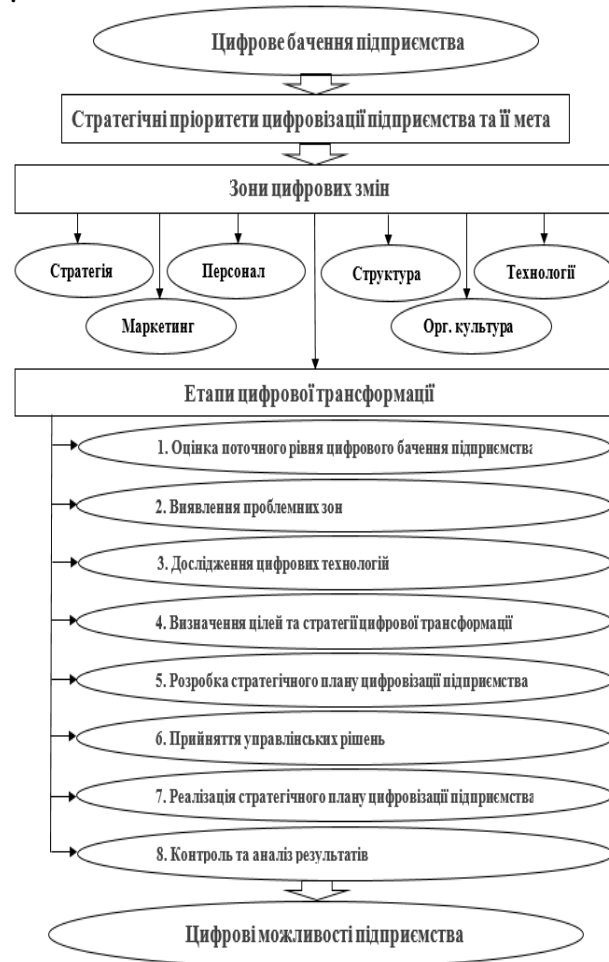 Цифрове бачення підприємства
Стратегічні пріоритети цифровізації підприємства та її мета
Зони цифрових змін
Стратегія
Персонал
Структура
Технології
Маркетинг
Орг. культура
Етапи цифрової трансформації
1. Оцінка поточного рівня цифрового бачення підприємства
2. Виявлення проблемних зон
3. Дослідження цифрових технологій
4. Визначення цілей та стратегії цифрової трансформації
5. Розробка стратегічного плану цифровізації підприємства
6. Прийняття управлінських рішень
7. Реалізація стратегічного плану цифровізації підприємства
8. Контроль та аналіз результатів
Цифрові можливості підприємства